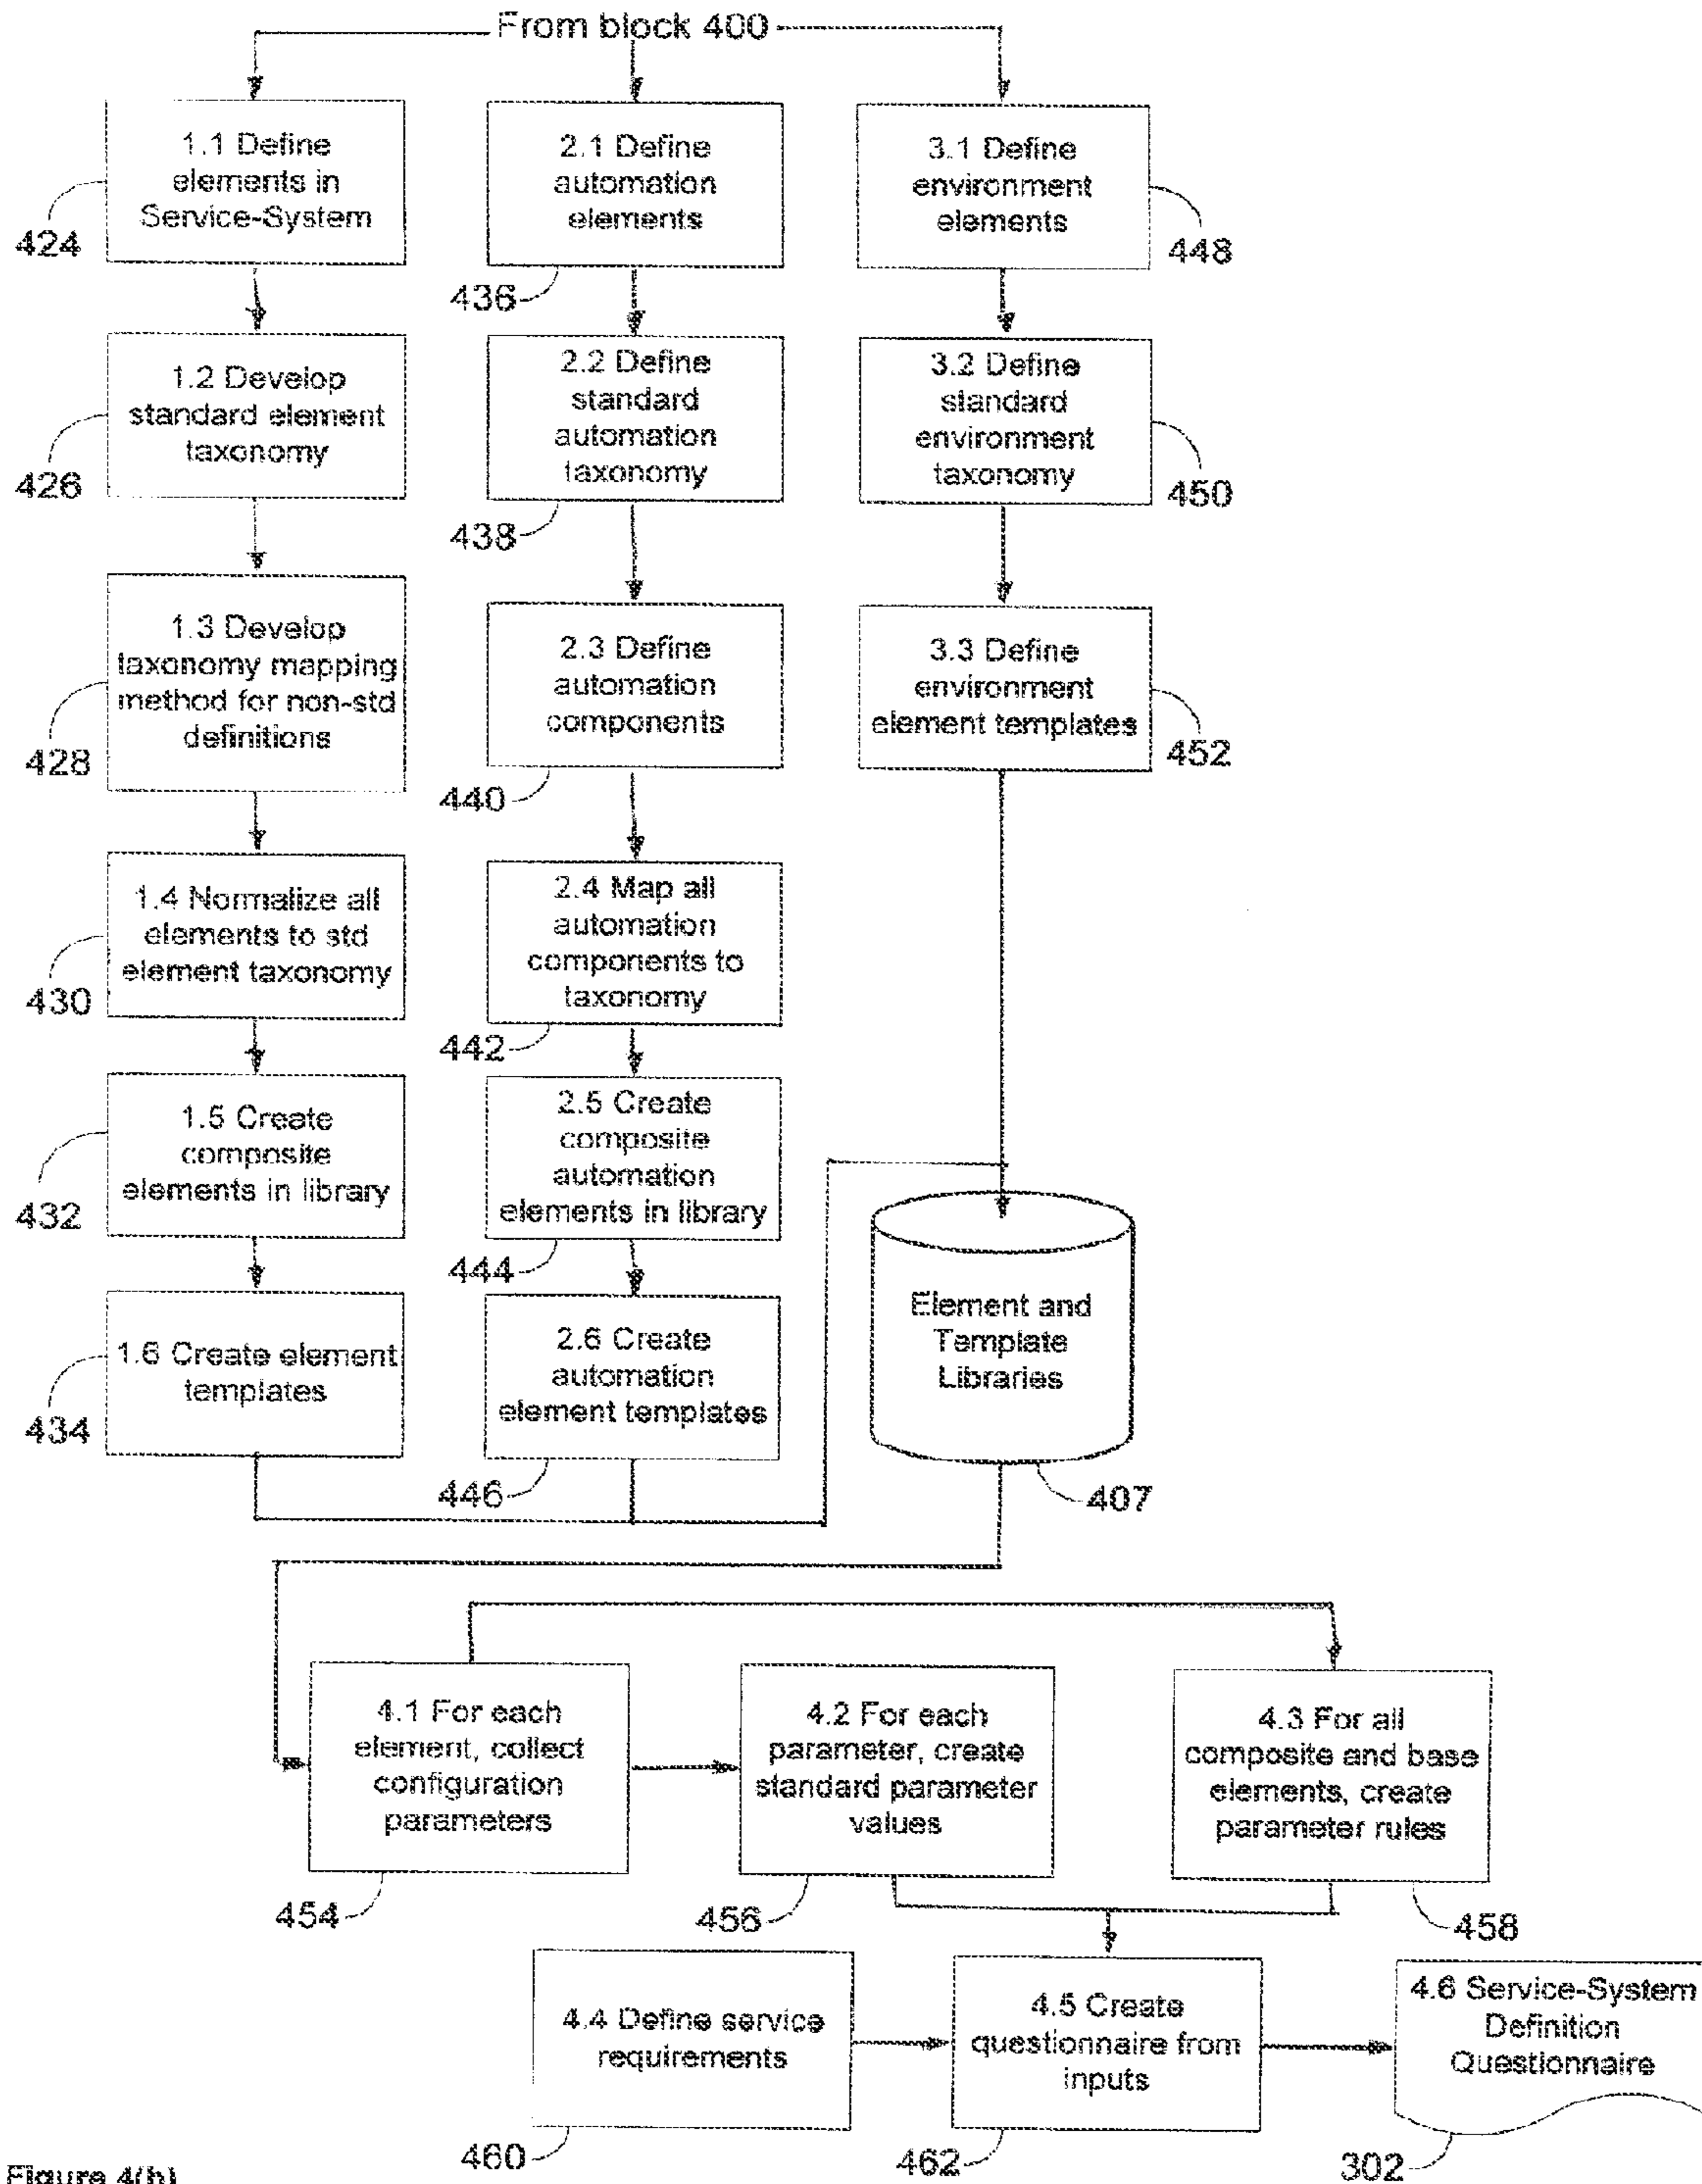 From block 400
1.1 Define
elements in
Service-System
424
2.1 Define
automation
elements
436
3.1 Define
environment
elements
448
1.2 Develop
standard element
taxonomy
426
2.2 Define
standard
automation
taxonomy
438
3.2 Define
standard
environment
taxonomy
450
1.3 Develop
taxonomy mapping
method for non-std
definitions
428
2.3 Define
automation
components
440
3.3 Define
environment
element templates
452
1.4 Normalize all
elements to std
element taxonomy
430
2.4 Map all
automation
components to
taxonomy
442
1.5 Create
composite
elements in library
432
2.5 Create
composite
automation
elements in library
444
1.6 Create element
templates
434
2.6 Create
automation
element templates
446
Element and
Template
Libraries
407
4.1 For each
element, collect
configuration
parameters
454
4.2 For each
parameter, create
standard parameter
values
456
4.3 For all
composite and base
elements, create
parameter rules
458
4.4 Define service
requirements
460
4.5 Create
questionnaire from
inputs
462
4.6 Service-System
Definition
Questionnaire
302
Figure 4(b)